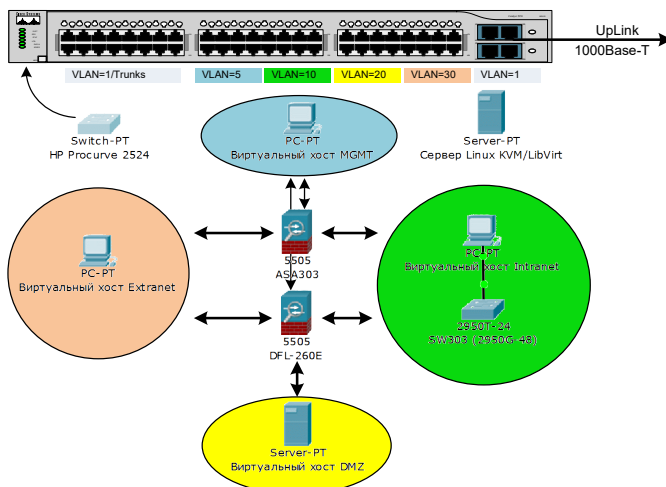 UpLink
1000Base-T
VLAN=1/Trunks
VLAN=5
VLAN=10
VLAN=20
VLAN=30
VLAN=1
Switch-PT
HP Procurve 2524
PC-PT
Виртуальный хост MGMT
Server-PT
Сервер Linux KVM/LibVirt
5505
ASA303
PC-PT
Виртуальный хост Extranet
PC-PT
Виртуальный хост Intranet
2950T-24
SW303 (2950G-48)
5505
DFL-260E
Server-PT
Виртуальный хост DMZ